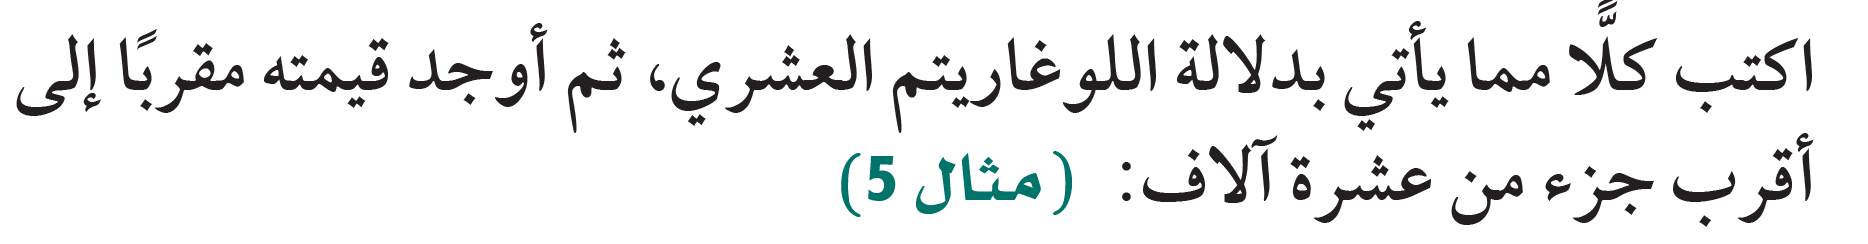 اكتب كلًّا مما يأتي بدلالة اللوغاريتم العشري، ثم أوجد قيمته مقربًا إلى
أقرب جزء من عشرة آلاف: (مثال 5)